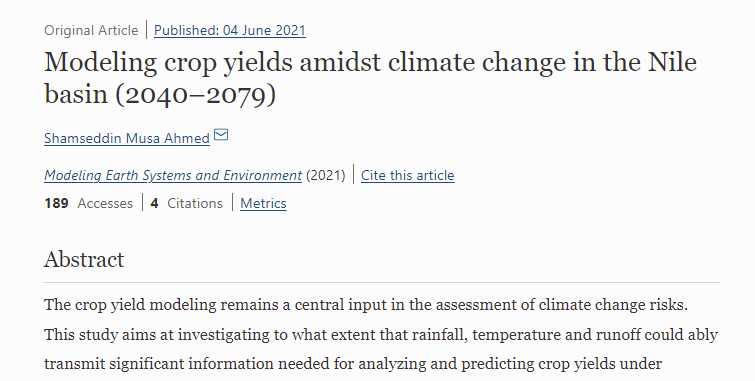 Original Article | Published: 04 June 2021
Modeling crop yields amidst climate change in the Nile
basin (2040–2079)
Shamseddin Musa Ahmed
Modeling Earth Systems and Environment (2021) | Cite this article
189 Accesses | 4 Citations | Metrics
Abstract
The crop yield modeling remains a central input in the assessment of climate change risks.
This study aims at investigating to what extent that rainfall, temperature and runoff could ably
transmit significant information needed for analyzing and predicting crop yields under